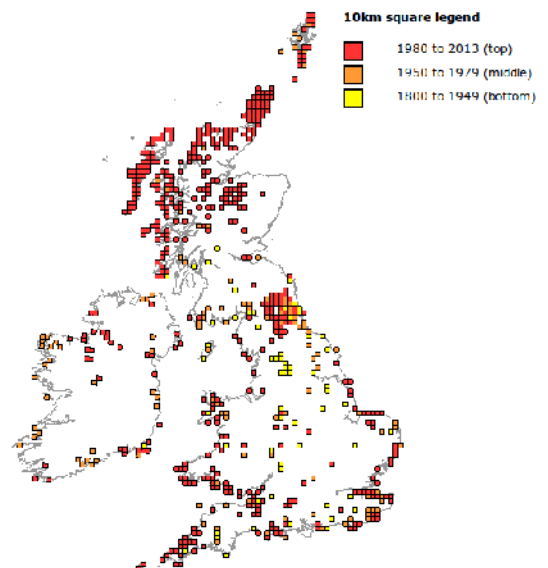 10km square legend
1980 to 2013 (top)
1950 to 1979 (middle)
1800 to 1949 (bottom)